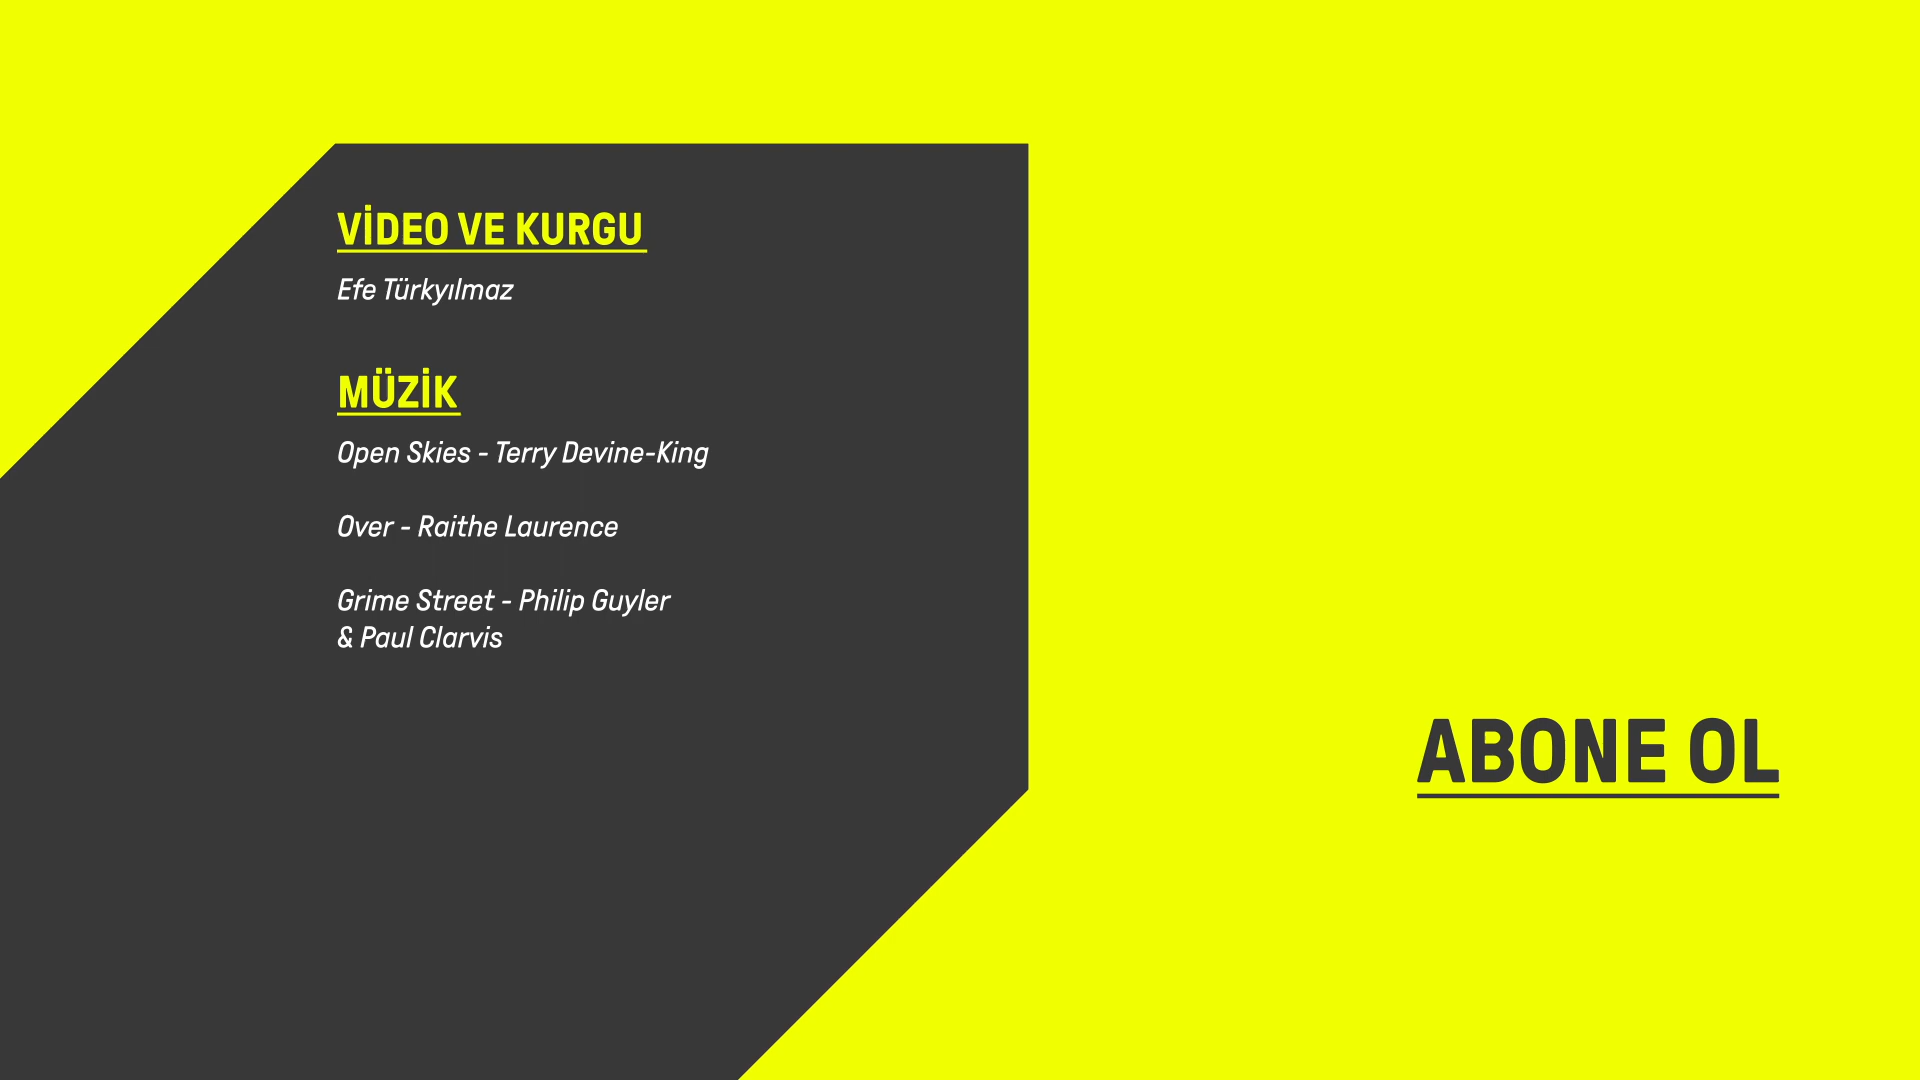 VİDEO VE KURGU
Efe Türkyılmaz
MÜZİK
Open Skies - Terry Devine-King
Over - Raithe Laurence
Grime Street - Philip Guyler
& Paul Clarvis
ABONE OL